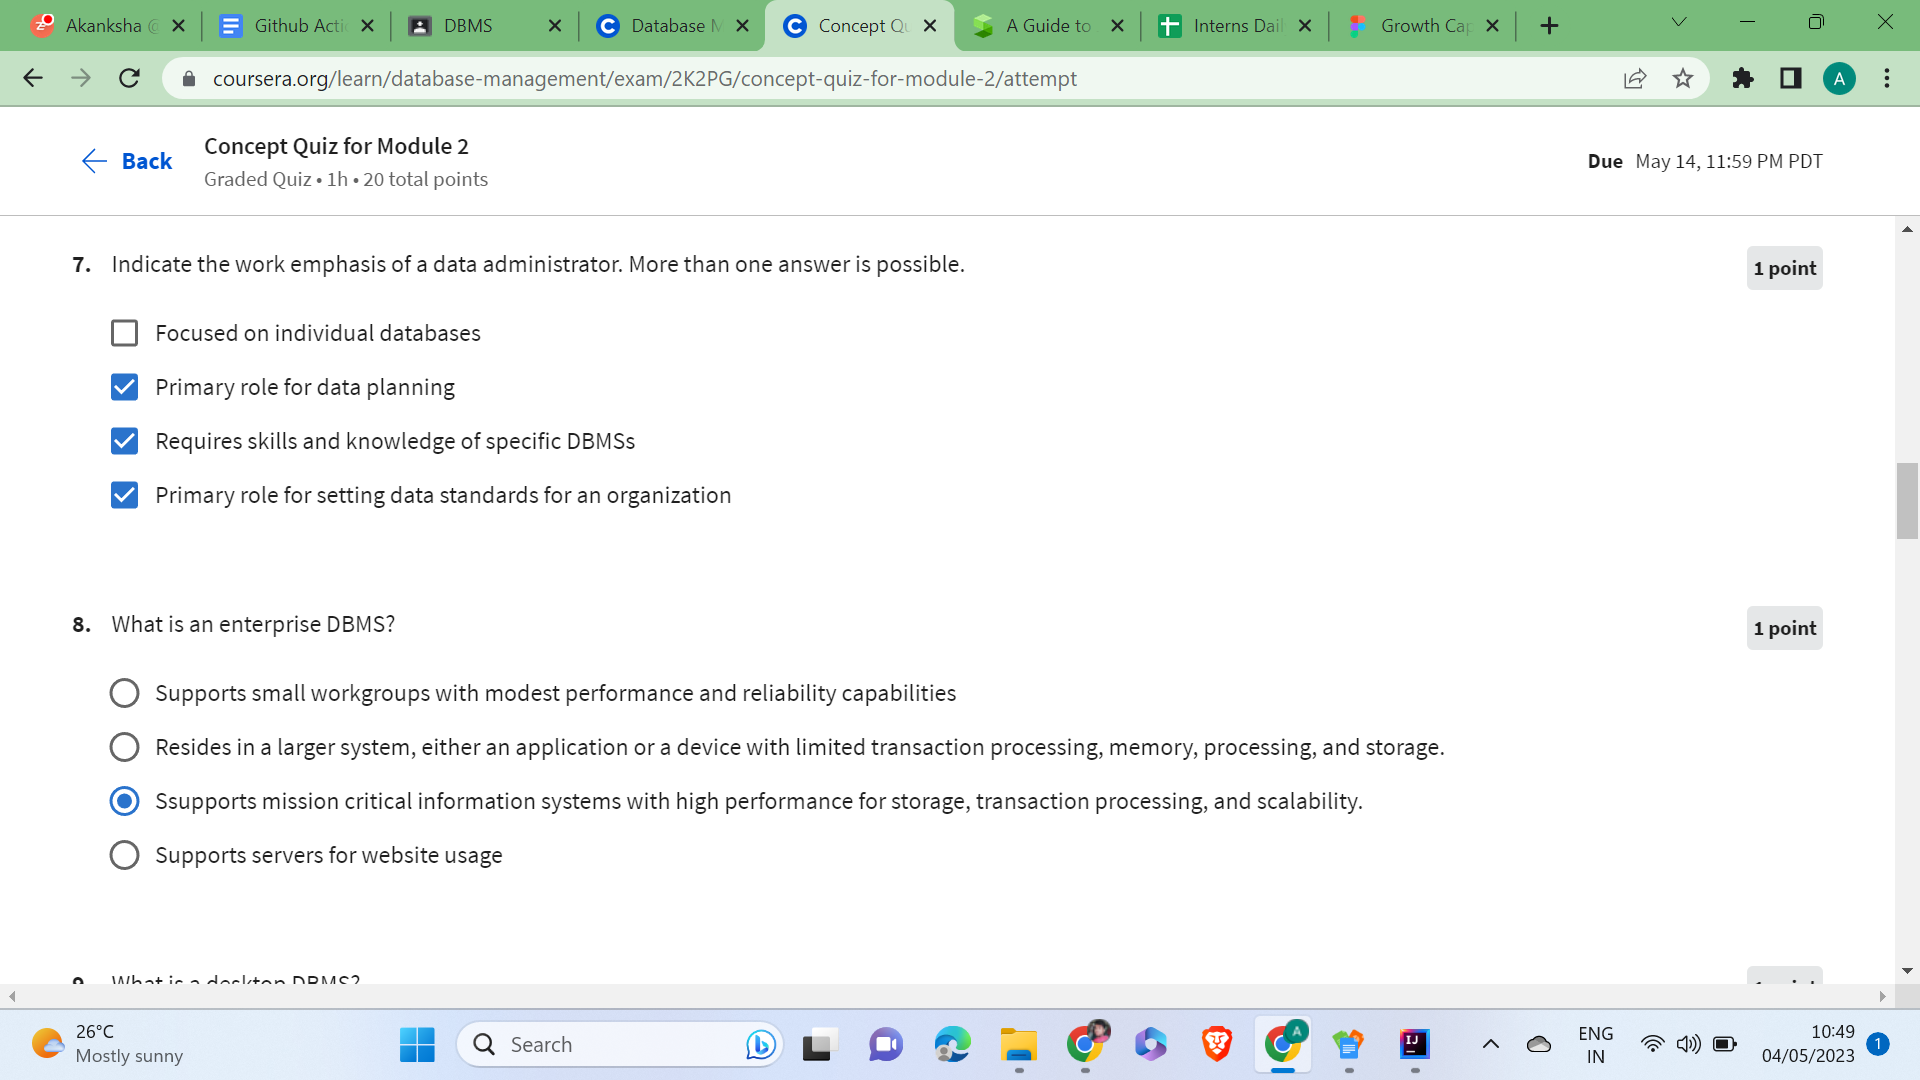 Akanksha @
Github Acti
DBMS
Database M
Concept Qu
A Guide to
Interns Dail
Growth Cap
coursera.org/learn/database-management/exam/2K2PG/concept-quiz-for-module-2/attempt
A
Back
Concept Quiz for Module 2
Graded Quiz • 1h • 20 total points
Due May 14, 11:59 PM PDT
7. Indicate the work emphasis of a data administrator. More than one answer is possible.
1 point
Focused on individual databases
Primary role for data planning
Requires skills and knowledge of specific DBMSs
Primary role for setting data standards for an organization
8. What is an enterprise DBMS?
1 point
Supports small workgroups with modest performance and reliability capabilities
Resides in a larger system, either an application or a device with limited transaction processing, memory, processing, and storage.
Ssupports mission critical information systems with high performance for storage, transaction processing, and scalability.
Supports servers for website usage
9. What is a desktop DBMS?
1 point
26°C
Mostly sunny
Search
A
IJ
ENG
IN
10:49
04/05/2023
1